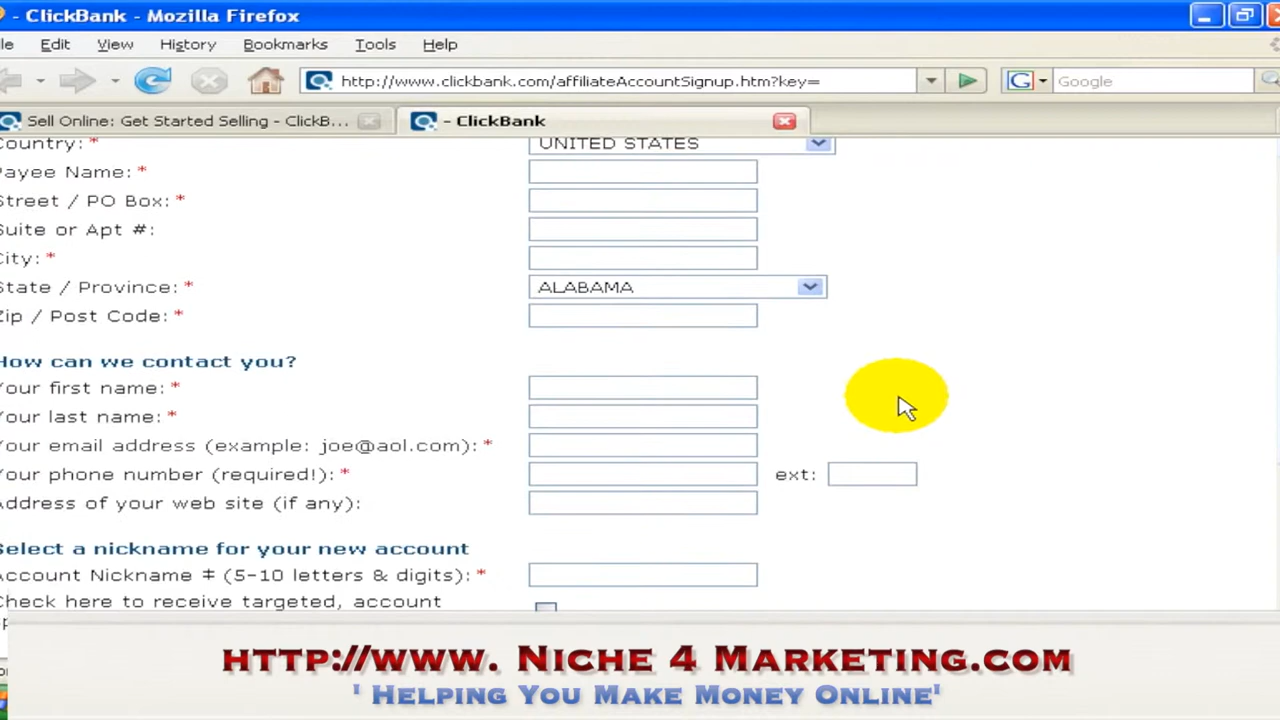 - ClickBank - Mozilla Firefox
le Edit View History Bookmarks Tools Help
http://www.clickbank.com/affiliateAccountSignup.htm?key=
G Google
Sell Online: Get Started Selling - ClickB...
- ClickBank
Country: *
UNITED STATES
Payee Name: *
Street / PO Box: *
Suite or Apt #:
City: *
State / Province: *
ALABAMA
Zip / Post Code: *
How can we contact you?
Your first name: *
Your last name: *
Your email address (example: joe@aol.com): *
Your phone number (required!): *
ext:
Address of your web site (if any):
Select a nickname for your new account
Account Nickname ‡ (5-10 letters & digits): *
Check here to receive targeted, account
http://www. Niche 4 Marketing.com
' Helping You Make Money Online'